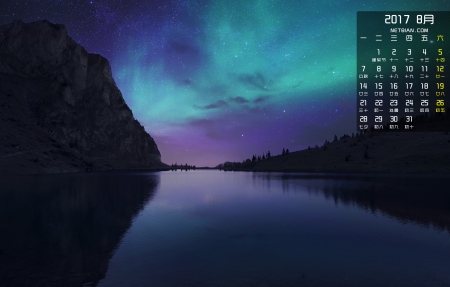 2017 8月
NETBIAN.COM
一 二 三 四 五 六
1 2 3 4 5
建军节 十一 十二 十三 十四
7 8 9 10 11 12
十六 十七 十八 十九 二十 廿一
14 15 16 17 18 19
廿三 廿四 廿五 廿六 廿七 廿八
21 22 23 24 25 26
三十 初一 初二 初三 初四 初五
28 29 30 31
七夕 初八 初九 初十